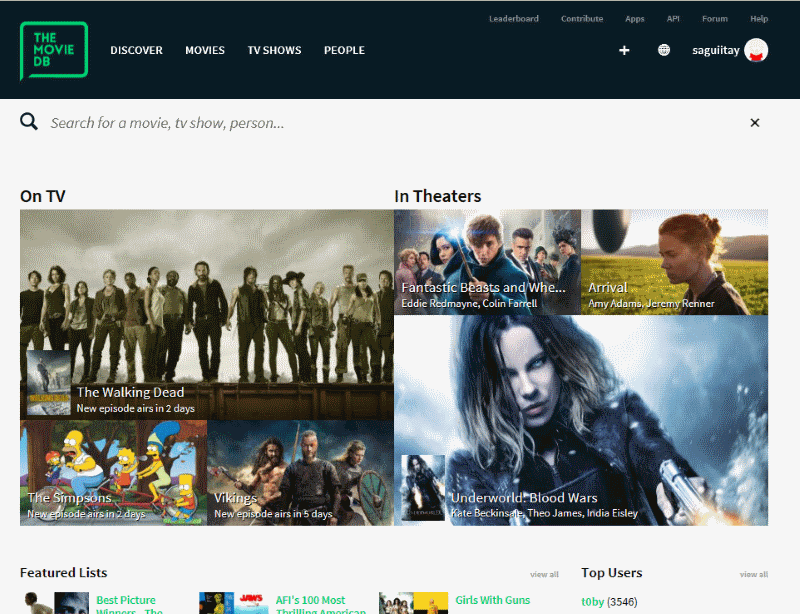 Leaderboard Contribute Apps API Forum Help
THE
MOVIE
DB
DISCOVER MOVIES TV SHOWS PEOPLE
+ saguiitay
Search for a movie, tv show, person...
On TV
In Theaters
Fantastic Beasts and Whe...
Eddie Redmayne, Colin Farrell
Arrival
Amy Adams, Jeremy Renner
The Walking Dead
New episode airs in 2 days
The Simpsons
New episode airs in 2 days
Vikings
New episode airs in 5 days
Underworld: Blood Wars
Kate Beckinsale, Theo James, India Eisley
Featured Lists view all
Top Users view all
Best Picture
Winners - The
JAWS
AFI's 100 Most
Thrilling American
Girls With Guns
t0by (3546)